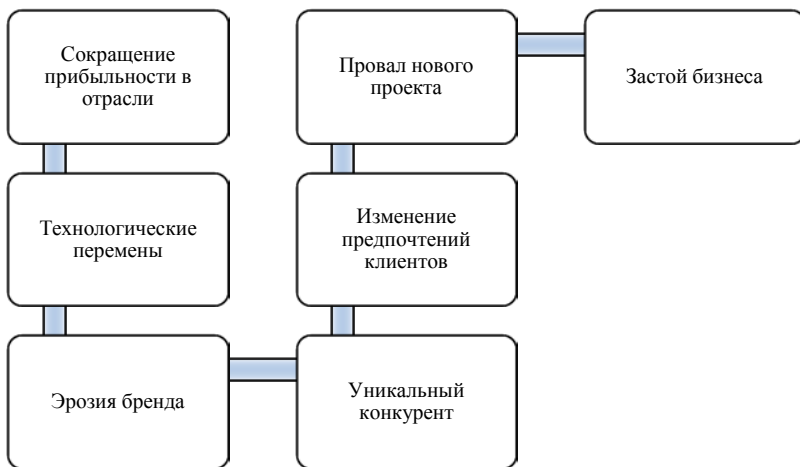 Сокращение
прибыльности в
отрасли
Технологические
перемены
Эрозия бренда
Уникальный
конкурент
Изменение
предпочтений
клиентов
Провал нового
проекта
Застой бизнеса